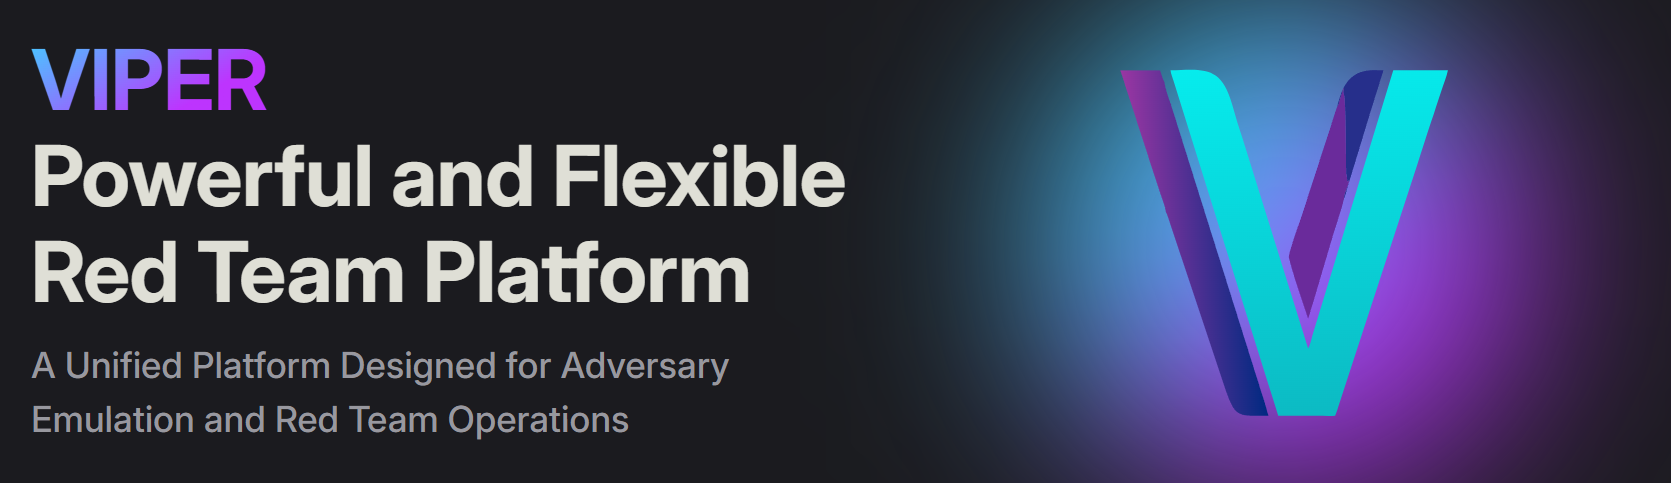 VIPER
Powerful and Flexible
Red Team Platform
A Unified Platform Designed for Adversary
Emulation and Red Team Operations